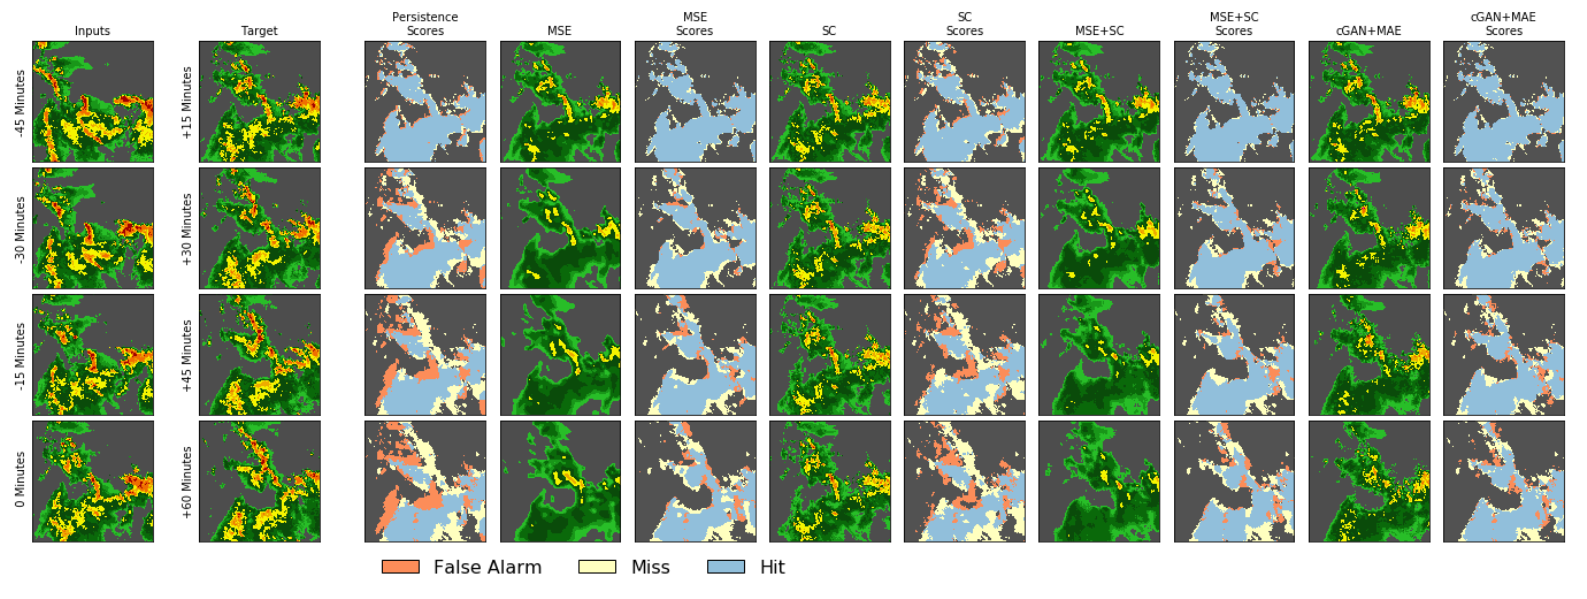 Inputs
Target
Persistence
Scores
MSE
MSE
Scores
SC
SC
Scores
MSE+SC
MSE+SC
Scores
cGAN+MAE
cGAN+MAE
Scores
-45 Minutes
+15 Minutes
-30 Minutes
+30 Minutes
-15 Minutes
+45 Minutes
0 Minutes
+60 Minutes
False Alarm
Miss
Hit